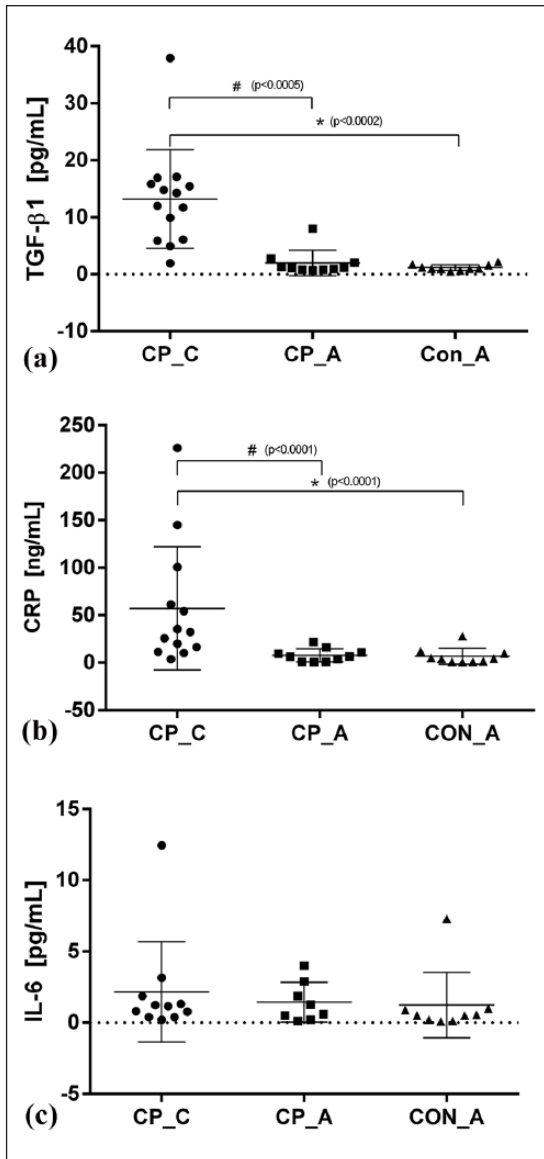 40
# (p<0.0005)
30
* (p<0.0002)
20
10
0
-10
TGF-β1 [pg/mL]
(a)
CP_C CP_A Con_A
250
# (p<0.0001)
200
* (p<0.0001)
150
100
50
0
-50
CRP [ng/mL]
(b)
CP_C CP_A CON_A
15
10
5
0
-5
IL-6 [pg/mL]
(c)
CP_C CP_A CON_A